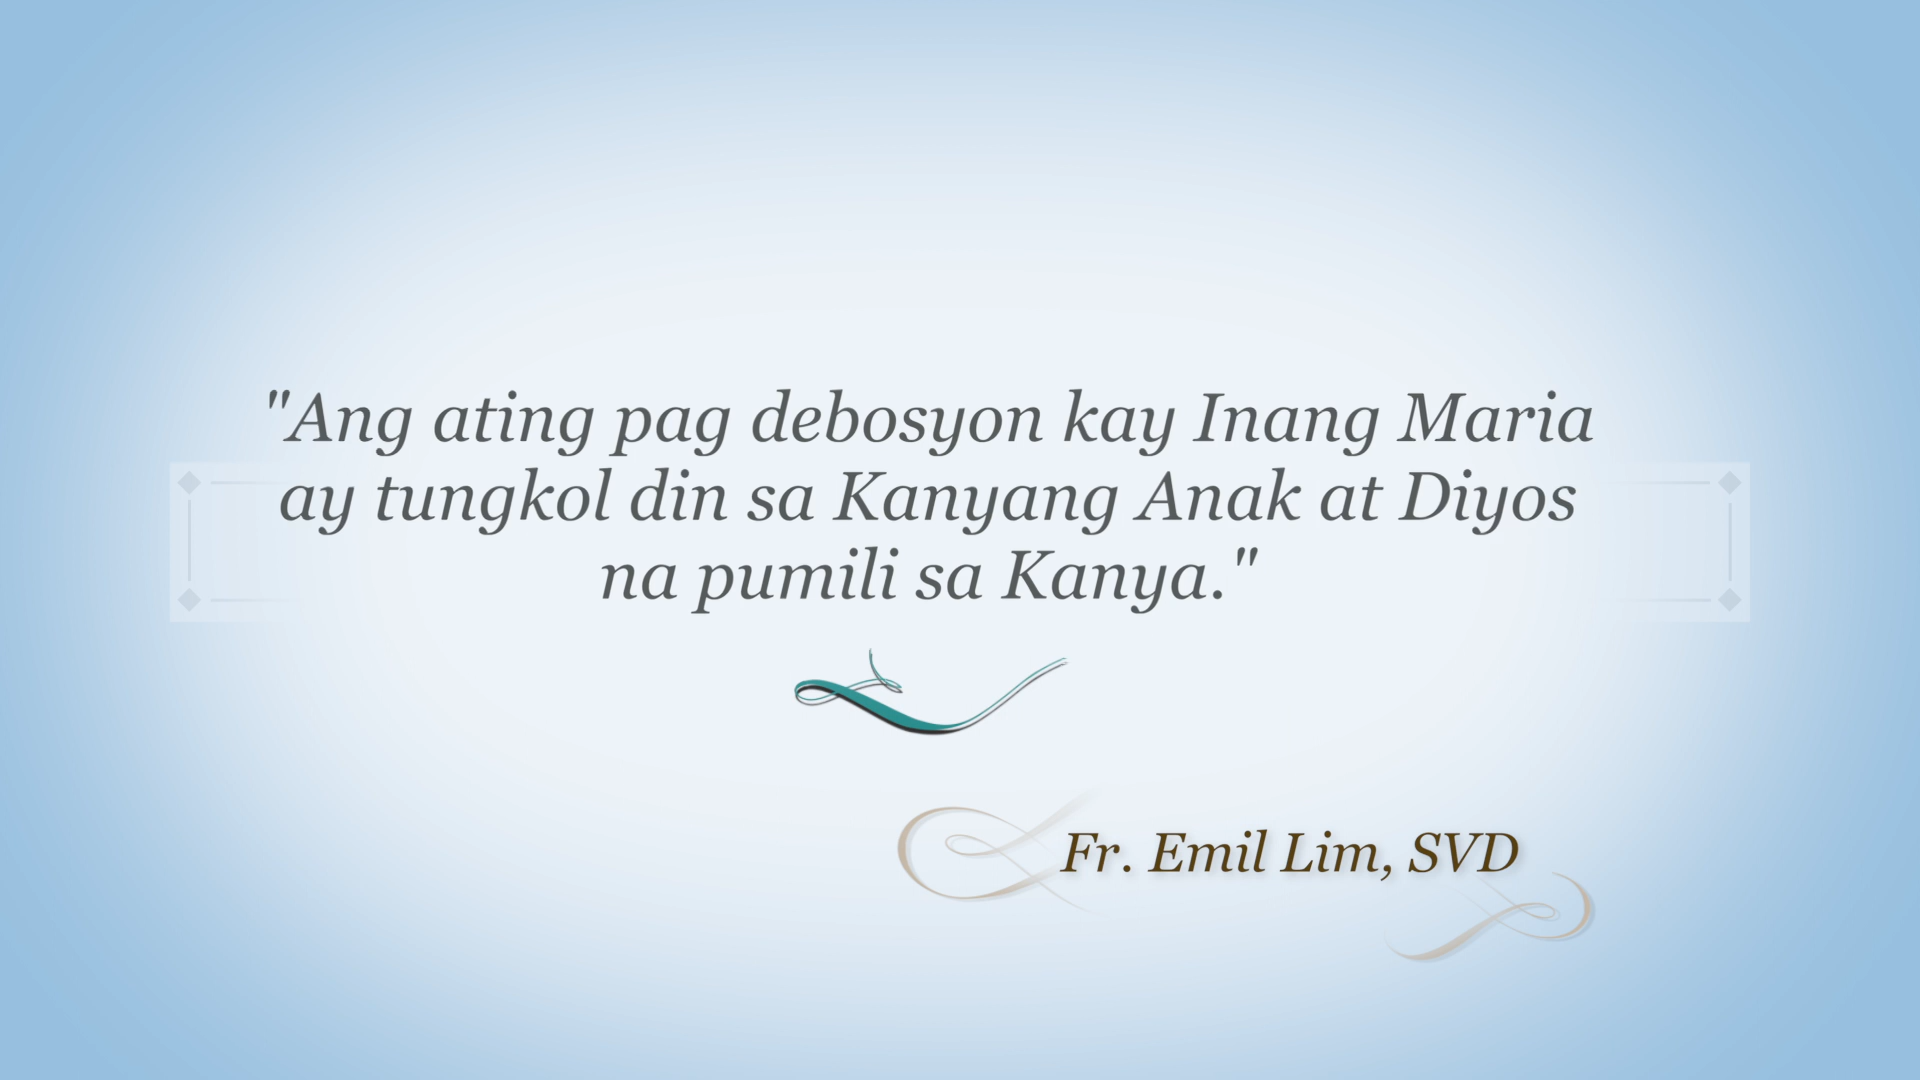 "Ang ating pag debosyon kay Inang Maria
ay tungkol din sa Kanyang Anak at Diyos
na pumili sa Kanya."
Fr. Emil Lim, SVD